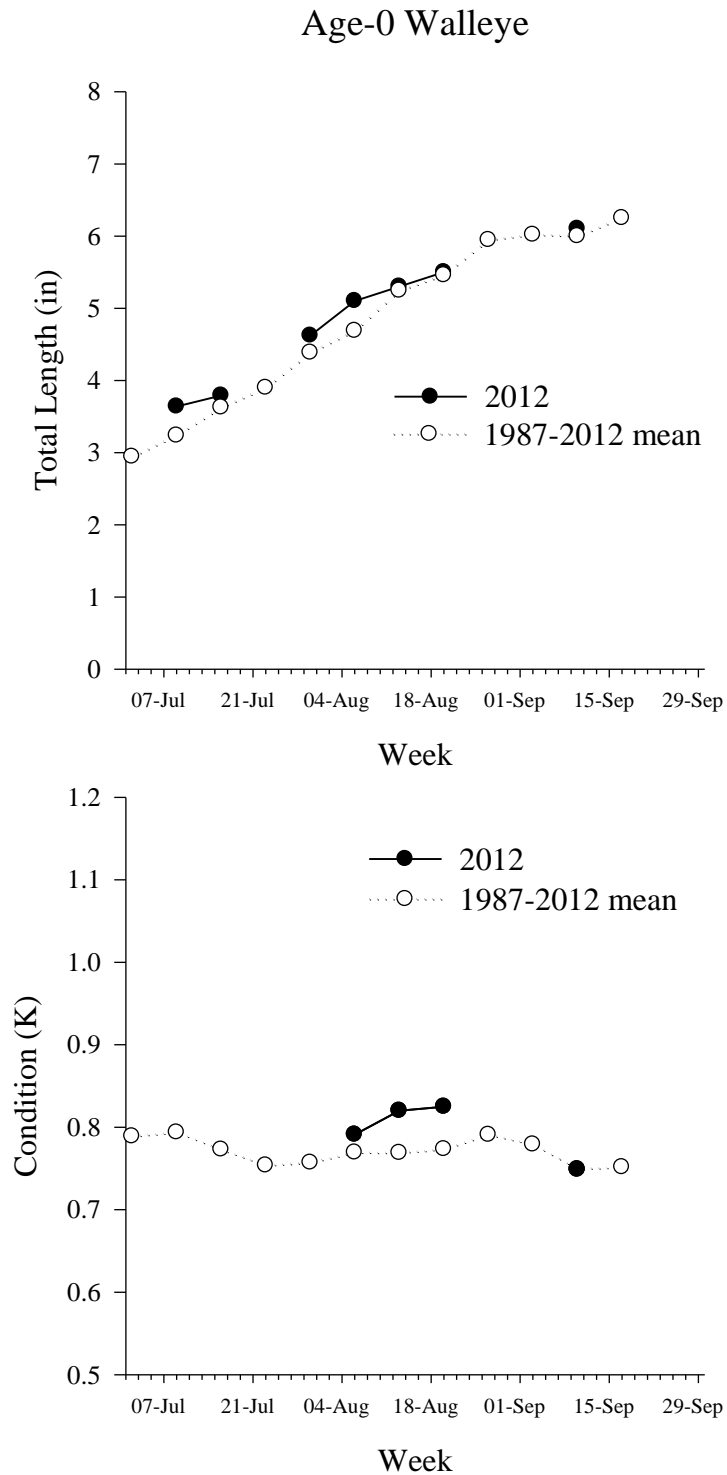 Age-0 Walleye
8
7
6
5
4
3
2
1
0
Total Length (in)
2012
1987-2012 mean
07-Jul 21-Jul 04-Aug 18-Aug 01-Sep 15-Sep 29-Sep
Week
1.2
1.1
1.0
0.9
0.8
0.7
0.6
0.5
Condition (K)
2012
1987-2012 mean
07-Jul 21-Jul 04-Aug 18-Aug 01-Sep 15-Sep 29-Sep
Week